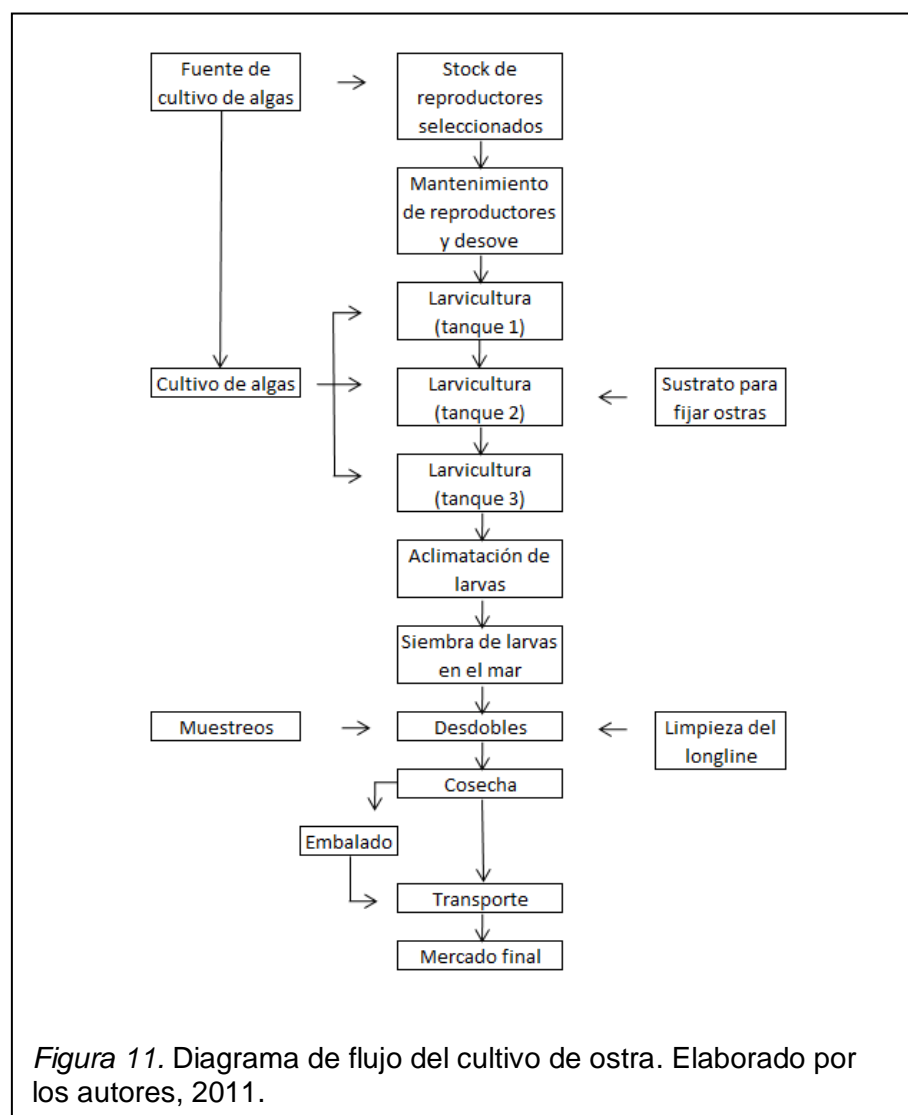 Fuente de
cultivo de algas
Stock de
reproductores
seleccionados
Mantenimiento
de reproductores
y desove
Larvicultura
(tanque 1)
Cultivo de algas
Larvicultura
(tanque 2)
Sustrato para
fijar ostras
Larvicultura
(tanque 3)
Aclimatación de
larvas
Siembra de larvas
en el mar
Muestreos
Desdobles
Limpieza del
longline
Cosecha
Embalado
Transporte
Mercado final
Figura 11. Diagrama de flujo del cultivo de ostra. Elaborado por
los autores, 2011.